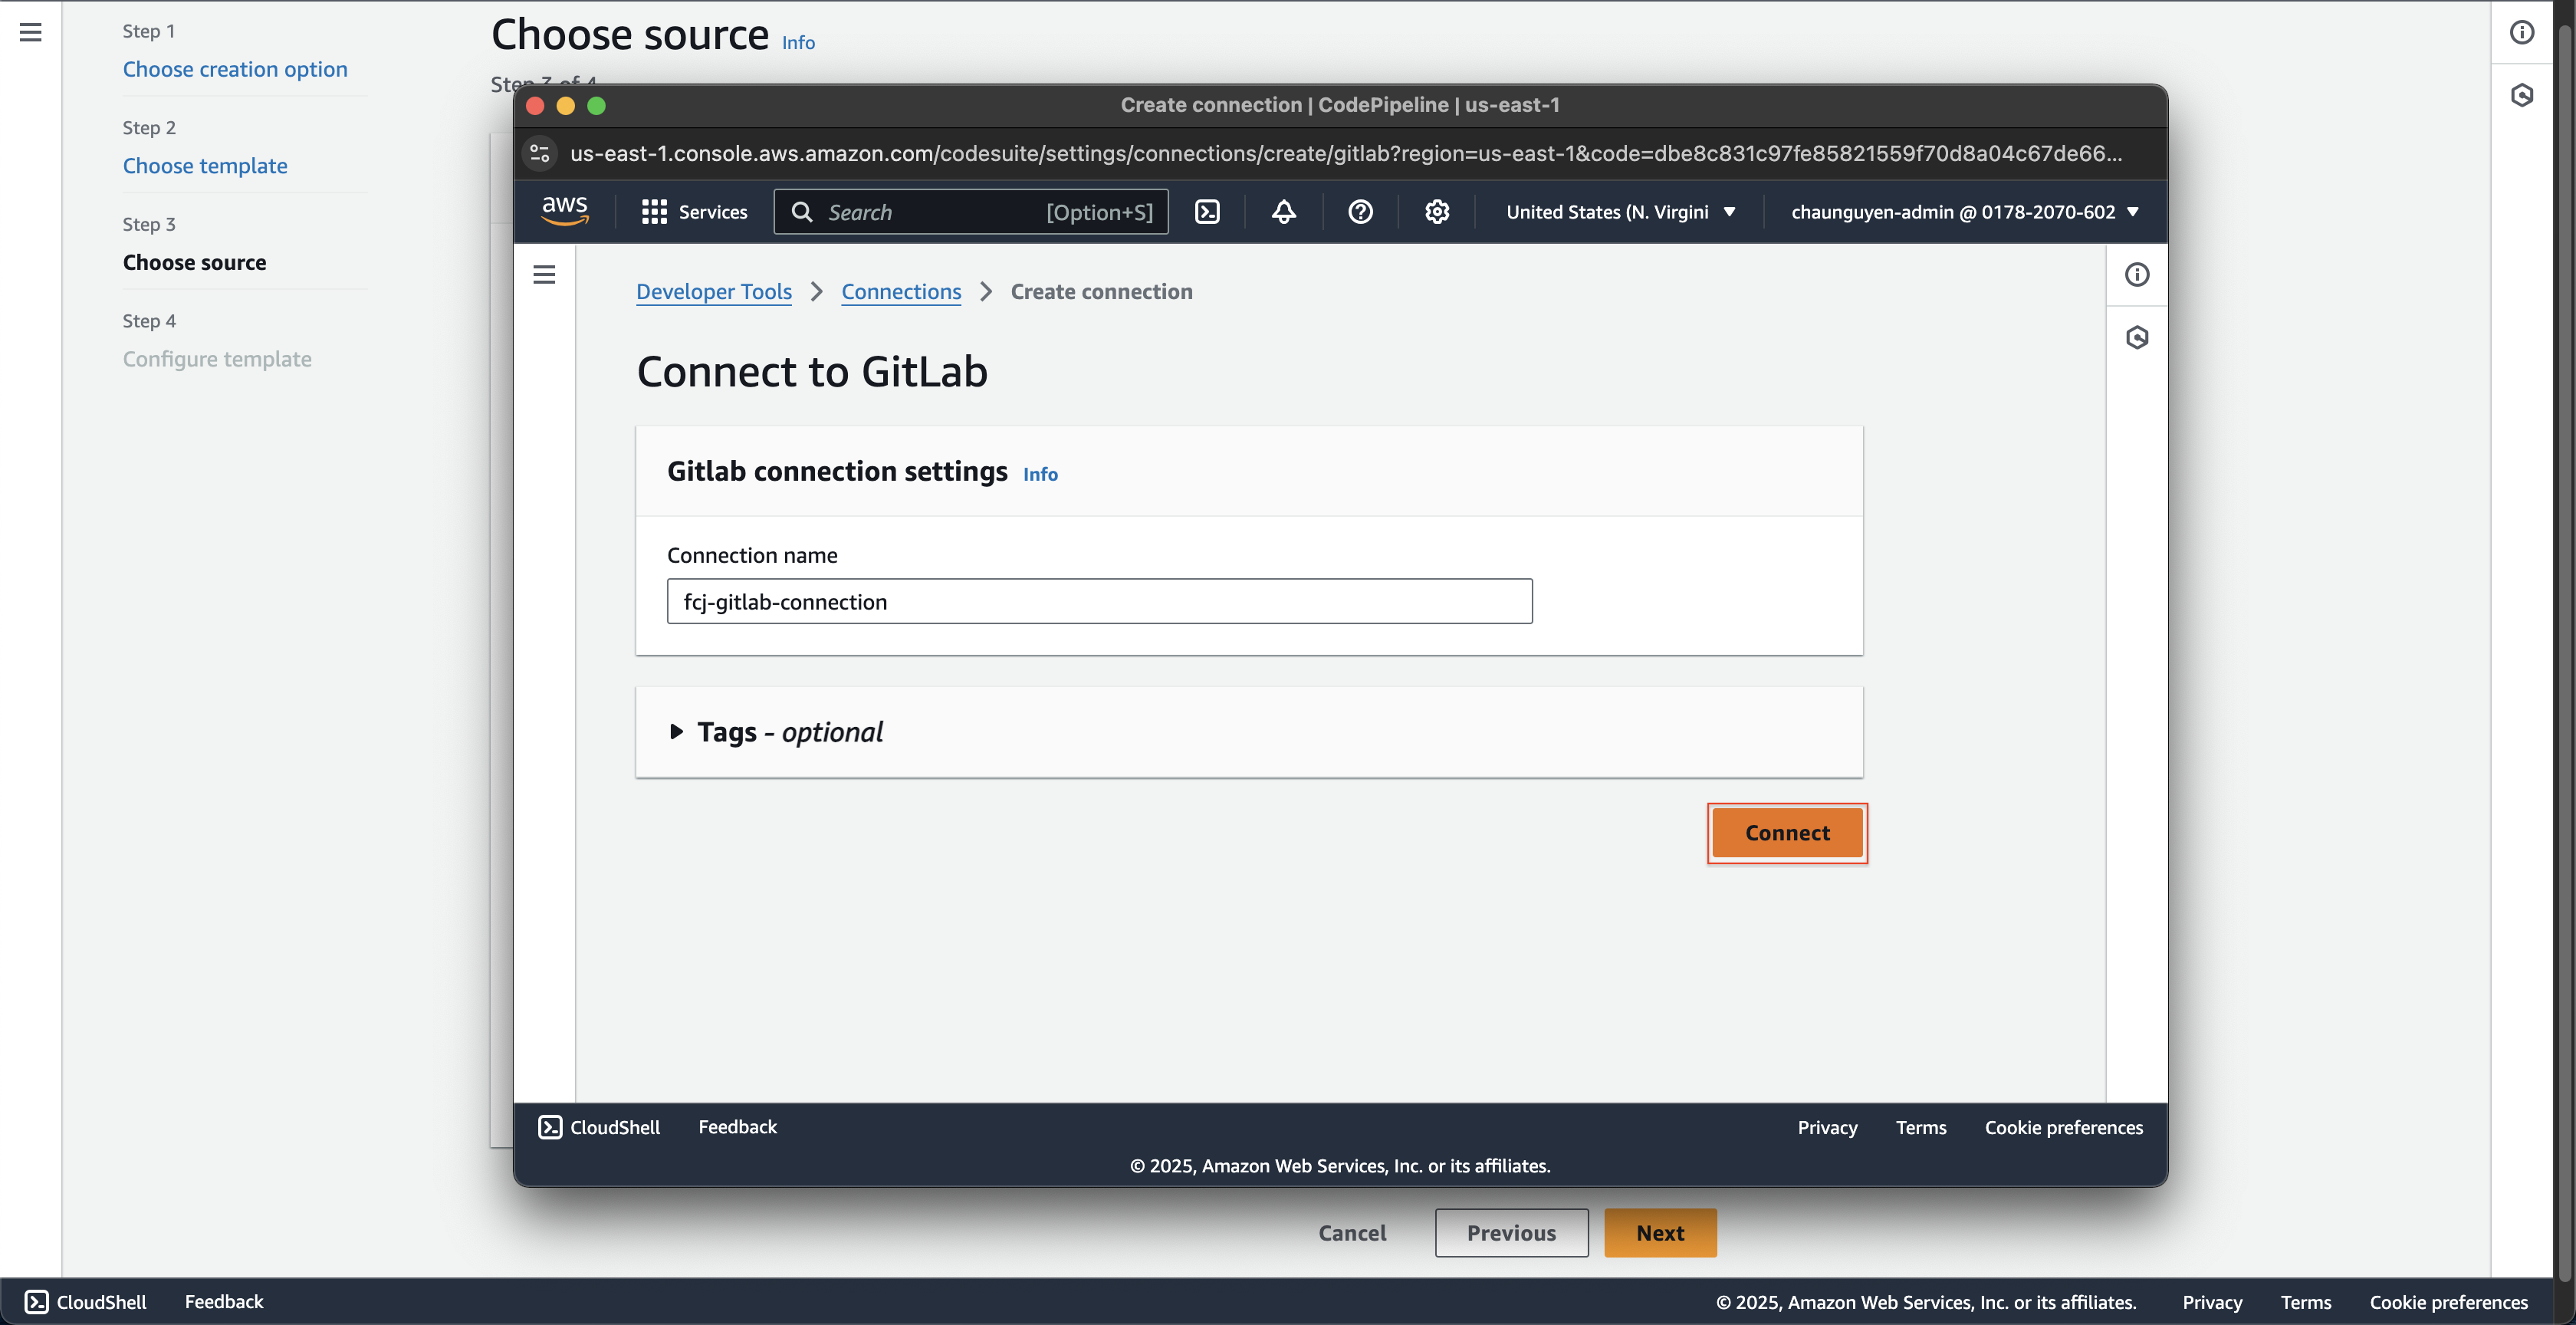 Step 1
Choose creation option
Step 2
Choose template
Step 3
Choose source
Step 4
Configure template
Choose source Info
Step 3 of 4
Create connection | CodePipeline | us-east-1
us-east-1.console.aws.amazon.com/codesuite/settings/connections/create/gitlab?region=us-east-1&code=dbe8c831c97fe85821559f70d8a04c67de66...
aws Services Search [Option+S] United States (N. Virgini chaunguyen-admin @ 0178-2070-602
Developer Tools Connections Create connection
Connect to GitLab
Gitlab connection settings Info
Connection name
fcj-gitlab-connection
Tags - optional
Connect
CloudShell Feedback Privacy Terms Cookie preferences
© 2025, Amazon Web Services, Inc. or its affiliates.
Cancel Previous Next
CloudShell Feedback © 2025, Amazon Web Services, Inc. or its affiliates. Privacy Terms Cookie preferences